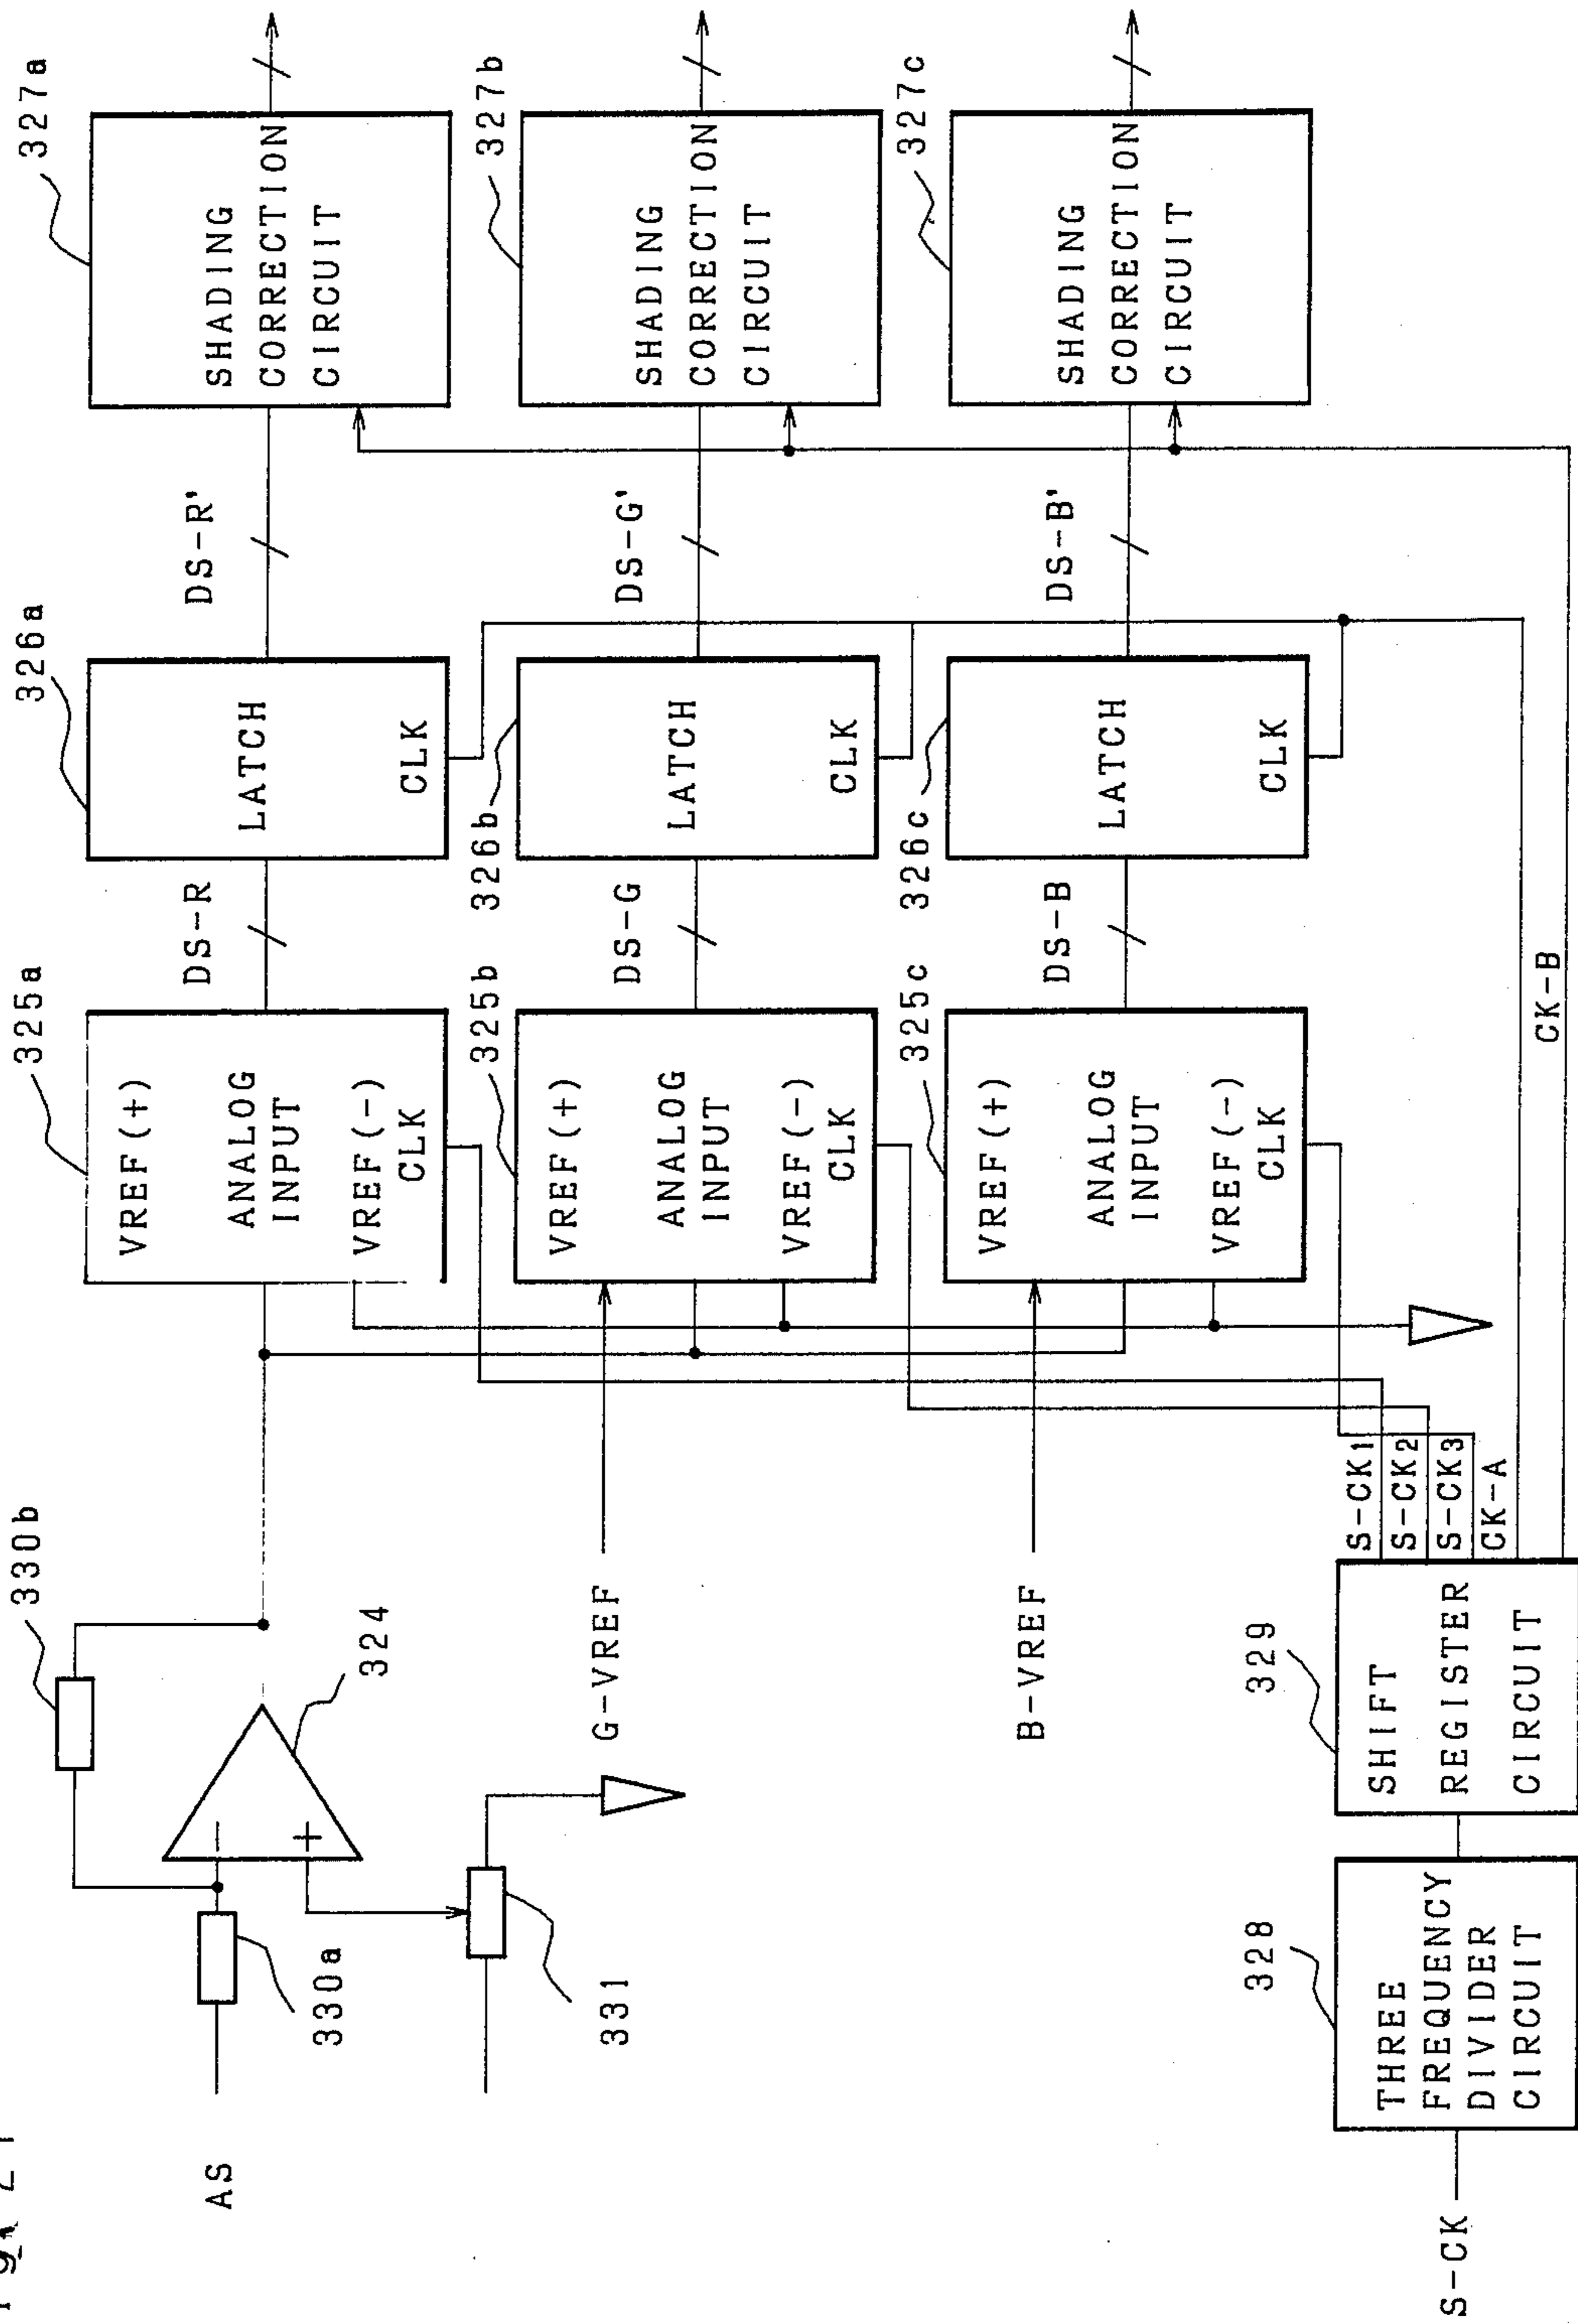 Fig. 21
330b
325a
326a
327a
DS-R
DS-R'
AS
330a
324
331
VREF(+)
ANALOG
INPUT
VREF(-)
CLK
LATCH
CLK
SHADING
CORRECTION
CIRCUIT
325b
326b
327b
DS-G
DS-G'
G-VREF
VREF(+)
ANALOG
INPUT
VREF(-)
CLK
LATCH
CLK
SHADING
CORRECTION
CIRCUIT
325c
326c
327c
DS-B
DS-B'
B-VREF
VREF(+)
ANALOG
INPUT
VREF(-)
CLK
LATCH
CLK
SHADING
CORRECTION
CIRCUIT
328
329
S-CK
THREE
FREQUENCY
DIVIDER
CIRCUIT
SHIFT
REGISTER
CIRCUIT
S-CK1
S-CK2
S-CK3
CK-A
CK-B